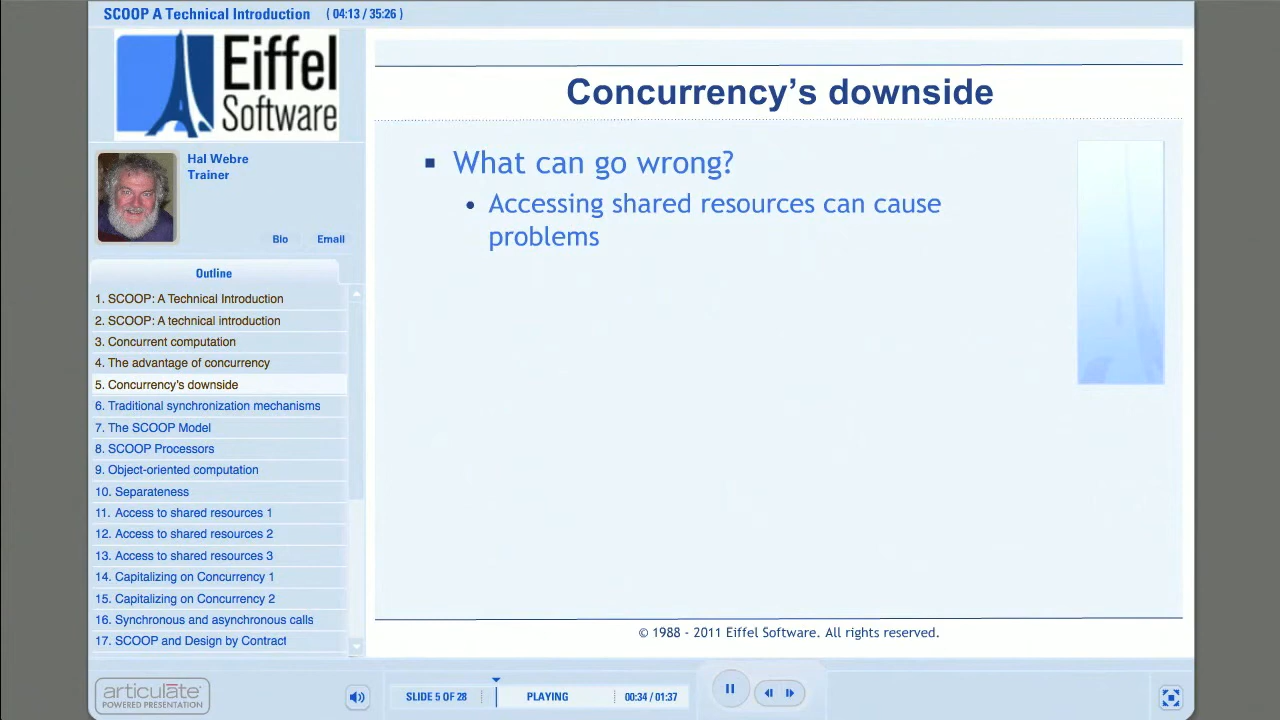 SCOOP A Technical Introduction ( 04:13 / 35:26 )
Eiffel
Software
Hal Webre
Trainer
Bio Email
Outline
1. SCOOP: A Technical Introduction
2. SCOOP: A technical introduction
3. Concurrent computation
4. The advantage of concurrency
5. Concurrency's downside
6. Traditional synchronization mechanisms
7. The SCOOP Model
8. SCOOP Processors
9. Object-oriented computation
10. Separateness
11. Access to shared resources 1
12. Access to shared resources 2
13. Access to shared resources 3
14. Capitalizing on Concurrency 1
15. Capitalizing on Concurrency 2
16. Synchronous and asynchronous calls
17. SCOOP and Design by Contract
Concurrency's downside
▪ What can go wrong?
• Accessing shared resources can cause
problems
© 1988 - 2011 Eiffel Software. All rights reserved.
articulate®
POWERED PRESENTATION
SLIDE 5 OF 28 PLAYING 00:34 / 01:37